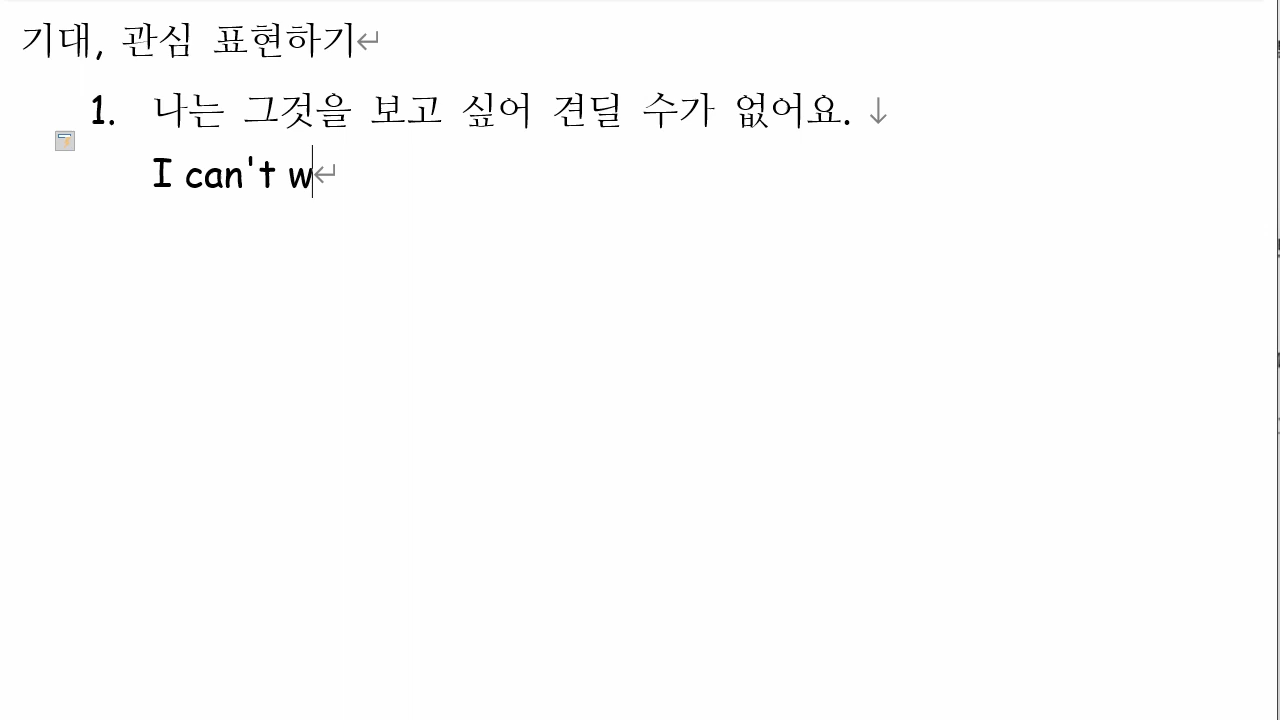 기대, 관심 표현하기
1. 나는 그것을 보고 싶어 견딜 수가 없어요.
I can't w